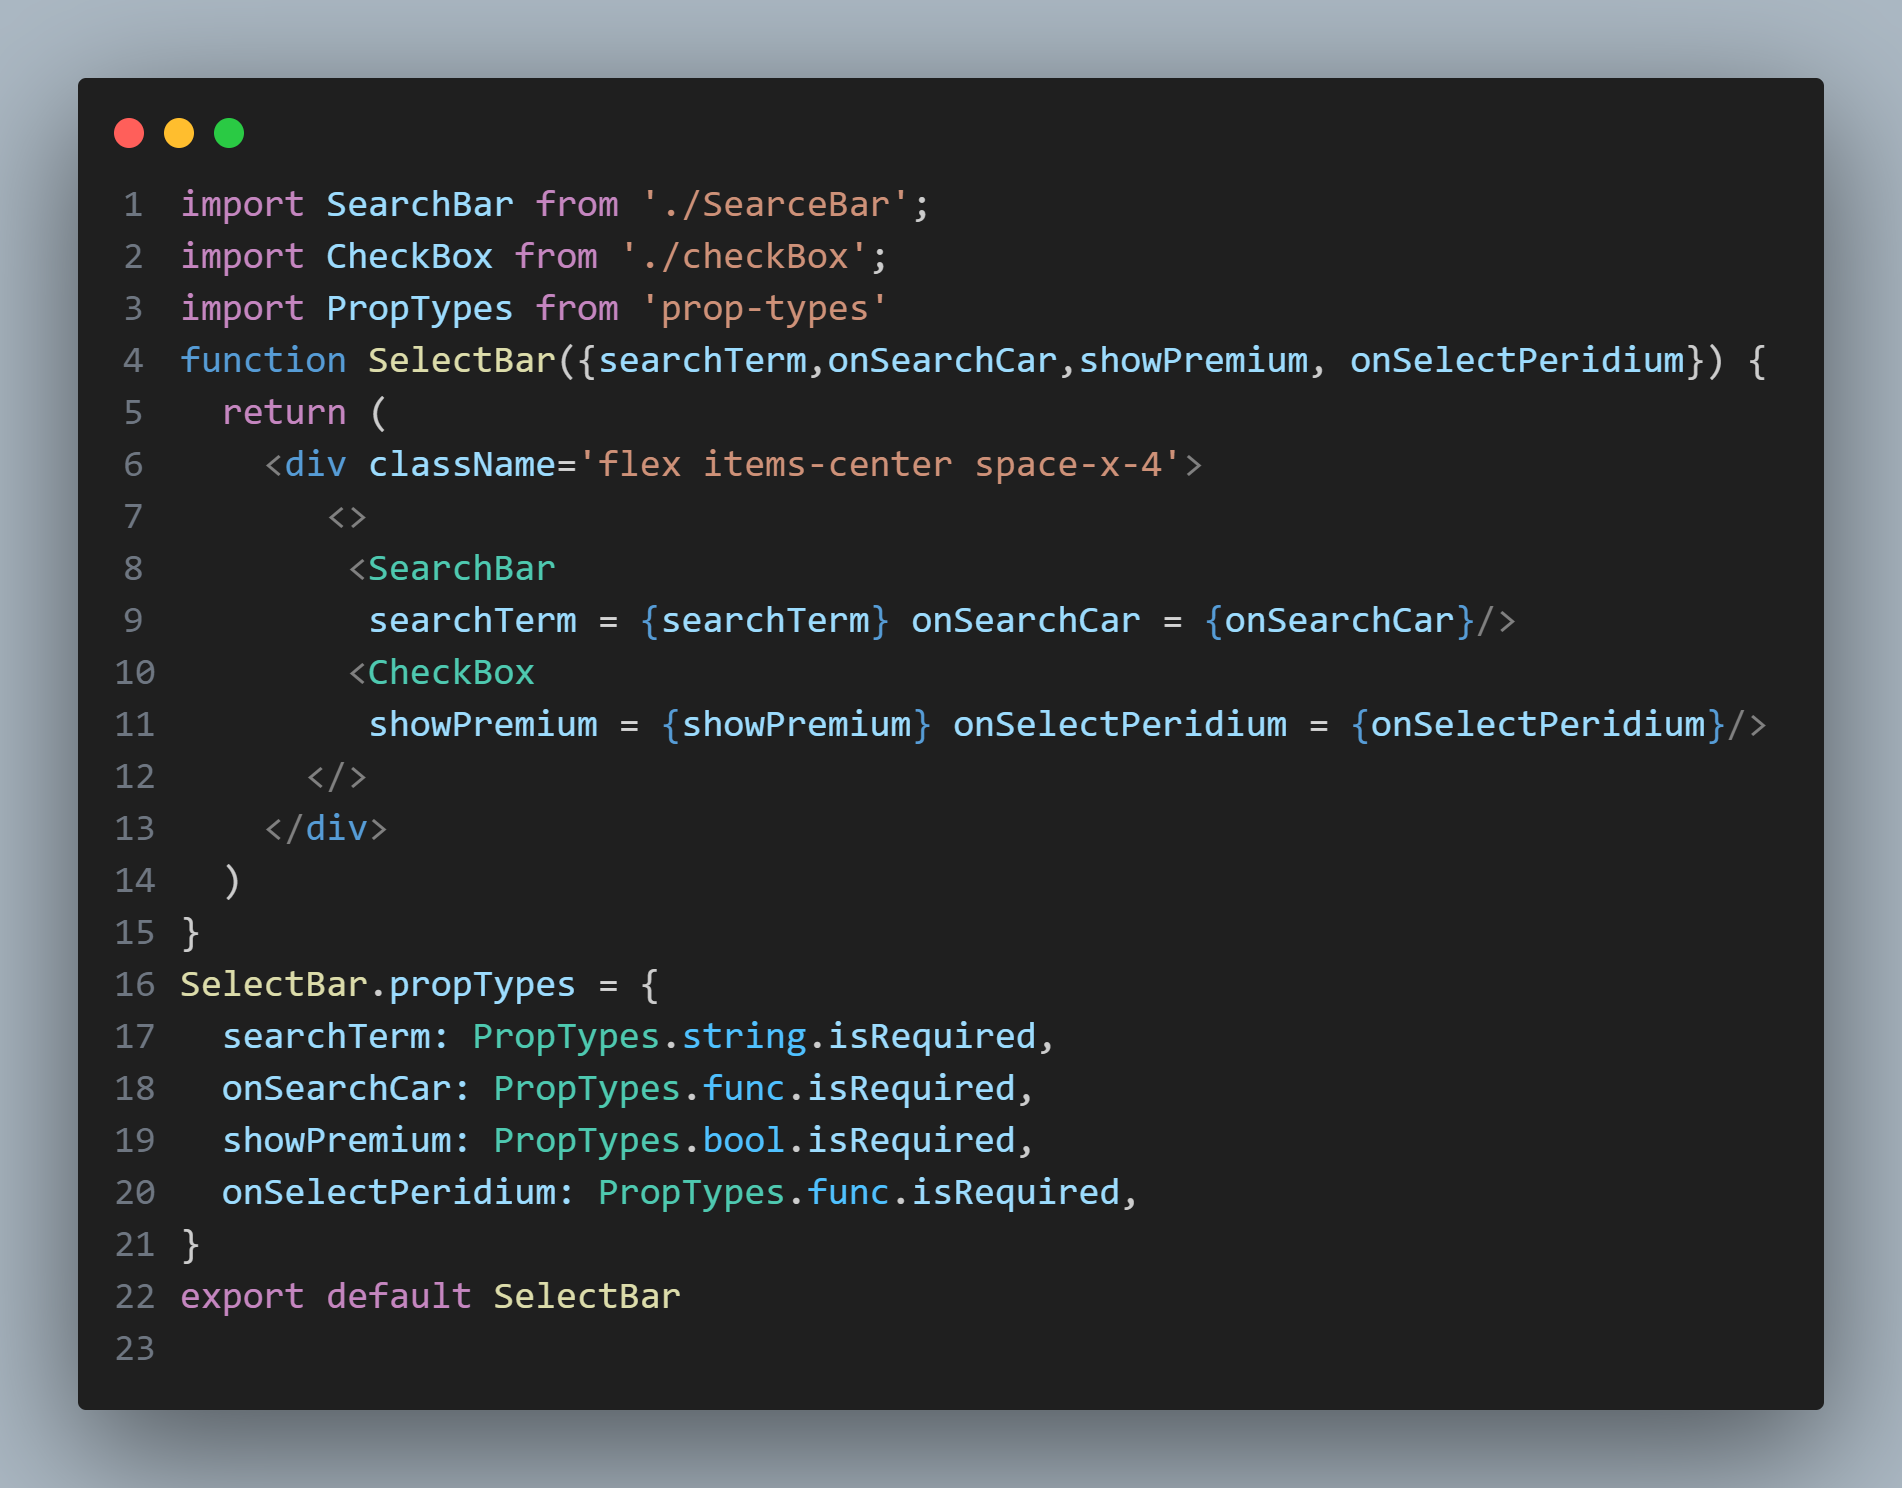 1 import SearchBar from './SearceBar';
2 import CheckBox from './checkBox';
3 import PropTypes from 'prop-types'
4 function SelectBar({searchTerm,onSearchCar,showPremium, onSelectPeridium}) {
5   return (
6     <div className='flex items-center space-x-4'>
7        <>
8         <SearchBar
9          searchTerm = {searchTerm} onSearchCar = {onSearchCar}/>
10         <CheckBox
11          showPremium = {showPremium} onSelectPeridium = {onSelectPeridium}/>
12       </>
13     </div>
14   )
15 }
16 SelectBar.propTypes = {
17   searchTerm: PropTypes.string.isRequired,
18   onSearchCar: PropTypes.func.isRequired,
19   showPremium: PropTypes.bool.isRequired,
20   onSelectPeridium: PropTypes.func.isRequired,
21 }
22 export default SelectBar
23